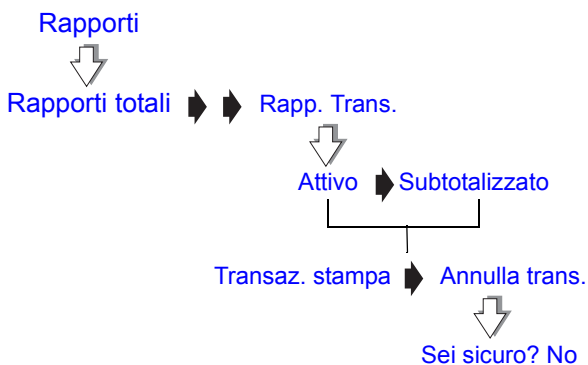 Rapporti
Rapporti totali Rapp. Trans.
Attivo Subtotalizzato
Transaz. stampa Annulla trans.
Sei sicuro? No